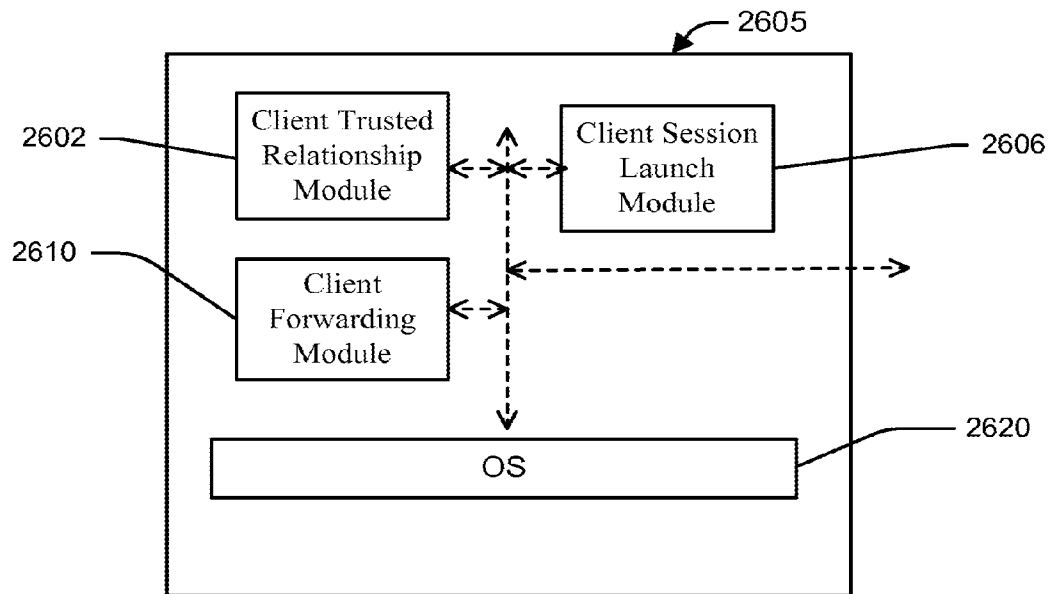 2605
2602
Client Trusted
Relationship
Module
Client Session
Launch
Module
2606
2610
Client
Forwarding
Module
OS
2620